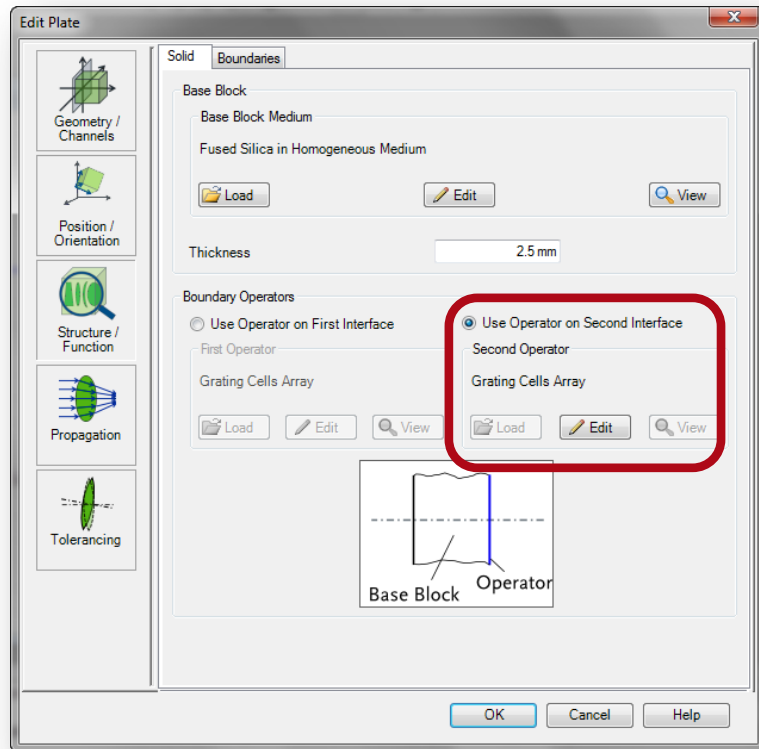 Edit Plate
Geometry /
Channels
Position /
Orientation
Structure /
Function
Propagation
Tolerancing
Solid
Boundaries
Base Block
Base Block Medium
Fused Silica in Homogeneous Medium
Load
Edit
View
Thickness
2.5 mm
Boundary Operators
Use Operator on First Interface
First Operator
Grating Cells Array
Load
Edit
View
Use Operator on Second Interface
Second Operator
Grating Cells Array
Load
Edit
View
Base Block
Operator
OK
Cancel
Help